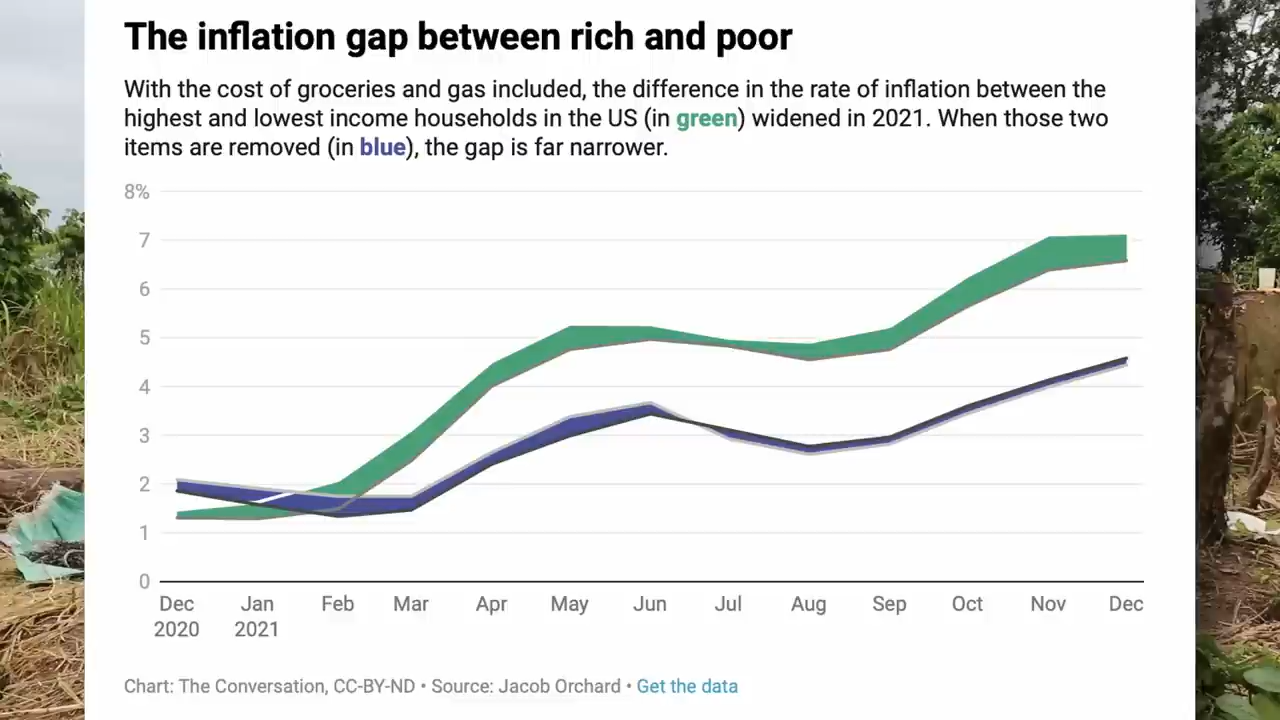 The inflation gap between rich and poor
With the cost of groceries and gas included, the difference in the rate of inflation between the
highest and lowest income households in the US (in green) widened in 2021. When those two
items are removed (in blue), the gap is far narrower.
8%
7
6
5
4
3
2
1
0
Dec Jan Feb Mar Apr May Jun Jul Aug Sep Oct Nov Dec
2020 2021
Chart: The Conversation, CC-BY-ND • Source: Jacob Orchard • Get the data